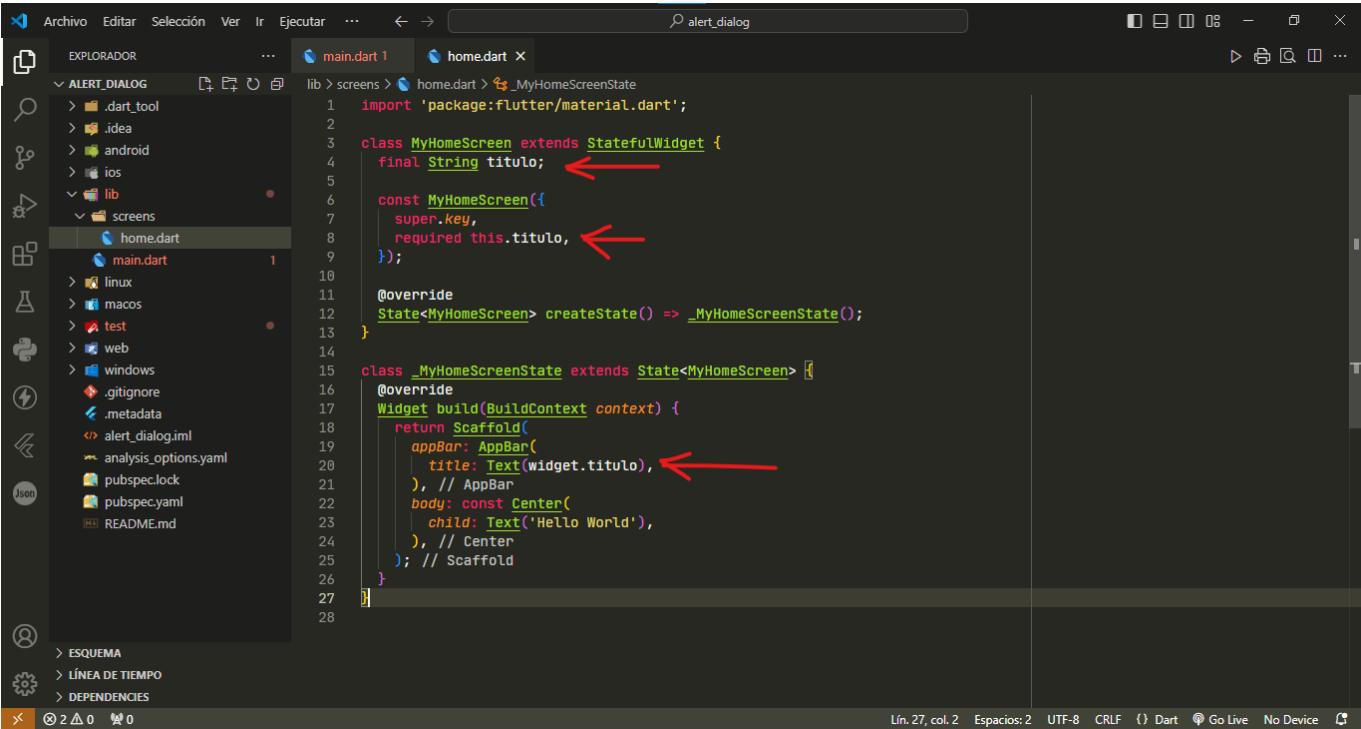 Archivo Editar Selección Ver Ir Ejecutar ··· ← → alert_dialog
EXPLORADOR ···
main.dart 1 home.dart ×
ALERT_DIALOG
lib > screens > home.dart > _MyHomeScreenState
.dart_tool
.idea
android
ios
lib
screens
home.dart
main.dart 1
linux
macos
test
web
windows
.gitignore
.metadata
alert_dialog.iml
analysis_options.yaml
pubspec.lock
pubspec.yaml
README.md
Json
ESQUEMA
LÍNEA DE TIEMPO
DEPENDENCIES
1 import 'package:flutter/material.dart';
2
3 class MyHomeScreen extends StatefulWidget {
4 final String titulo;
5
6 const MyHomeScreen({
7 super.key,
8 required this.titulo,
9 });
10
11 @override
12 State<MyHomeScreen> createState() => _MyHomeScreenState();
13 }
14
15 class _MyHomeScreenState extends State<MyHomeScreen> {
16 @override
17 Widget build(BuildContext context) {
18 return Scaffold(
19 appBar: AppBar(
20 title: Text(widget.titulo),
21 ), // AppBar
22 body: const Center(
23 child: Text('Hello World'),
24 ), // Center
25 ); // Scaffold
26 }
27 }
28
2 0 0 Lín. 27, col. 2 Espacios: 2 UTF-8 CRLF {} Dart Go Live No Device